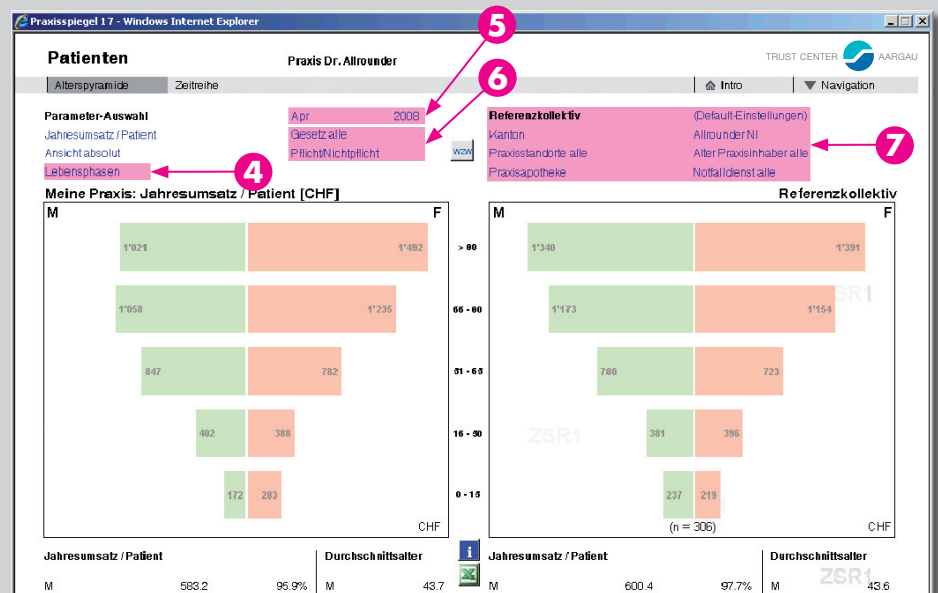 Praxisspiegel 17 - Windows Internet Explorer
5
Patienten Praxis Dr. Allrounder TRUST CENTER AARGAU
6
Alterspyramide Zeitreihe Intro Navigation
Parameter-Auswahl Apr 2008 Referenzkollektiv (Default-Einstellungen)
Jahresumsatz / Patient Gesetz alle Kanton Allrounder NI
7
Ansicht absolut Pflicht/Nichtpflicht WZW Praxisstandorte alle Alter Praxisinhaber alle
Lebensphasen 4 Praxisapotheke Notfalldienst alle
Meine Praxis: Jahresumsatz / Patient [CHF] Referenzkollektiv
M F M F
1'021 1'492 > 80 1'340 1'391
ZSR1
1'058 1'235 66 - 80 1'173 1'154
847 782 51 - 65 780 723
402 388 16 - 50 ZSR1 381 396
172 283 0 - 15 237 219
CHF (n = 306) CHF
Jahresumsatz / Patient Durchschnittsalter i Jahresumsatz / Patient Durchschnittsalter
ZSR1
M 583.2 95.9% M 43.7 M 600.4 97.7% M 43.6